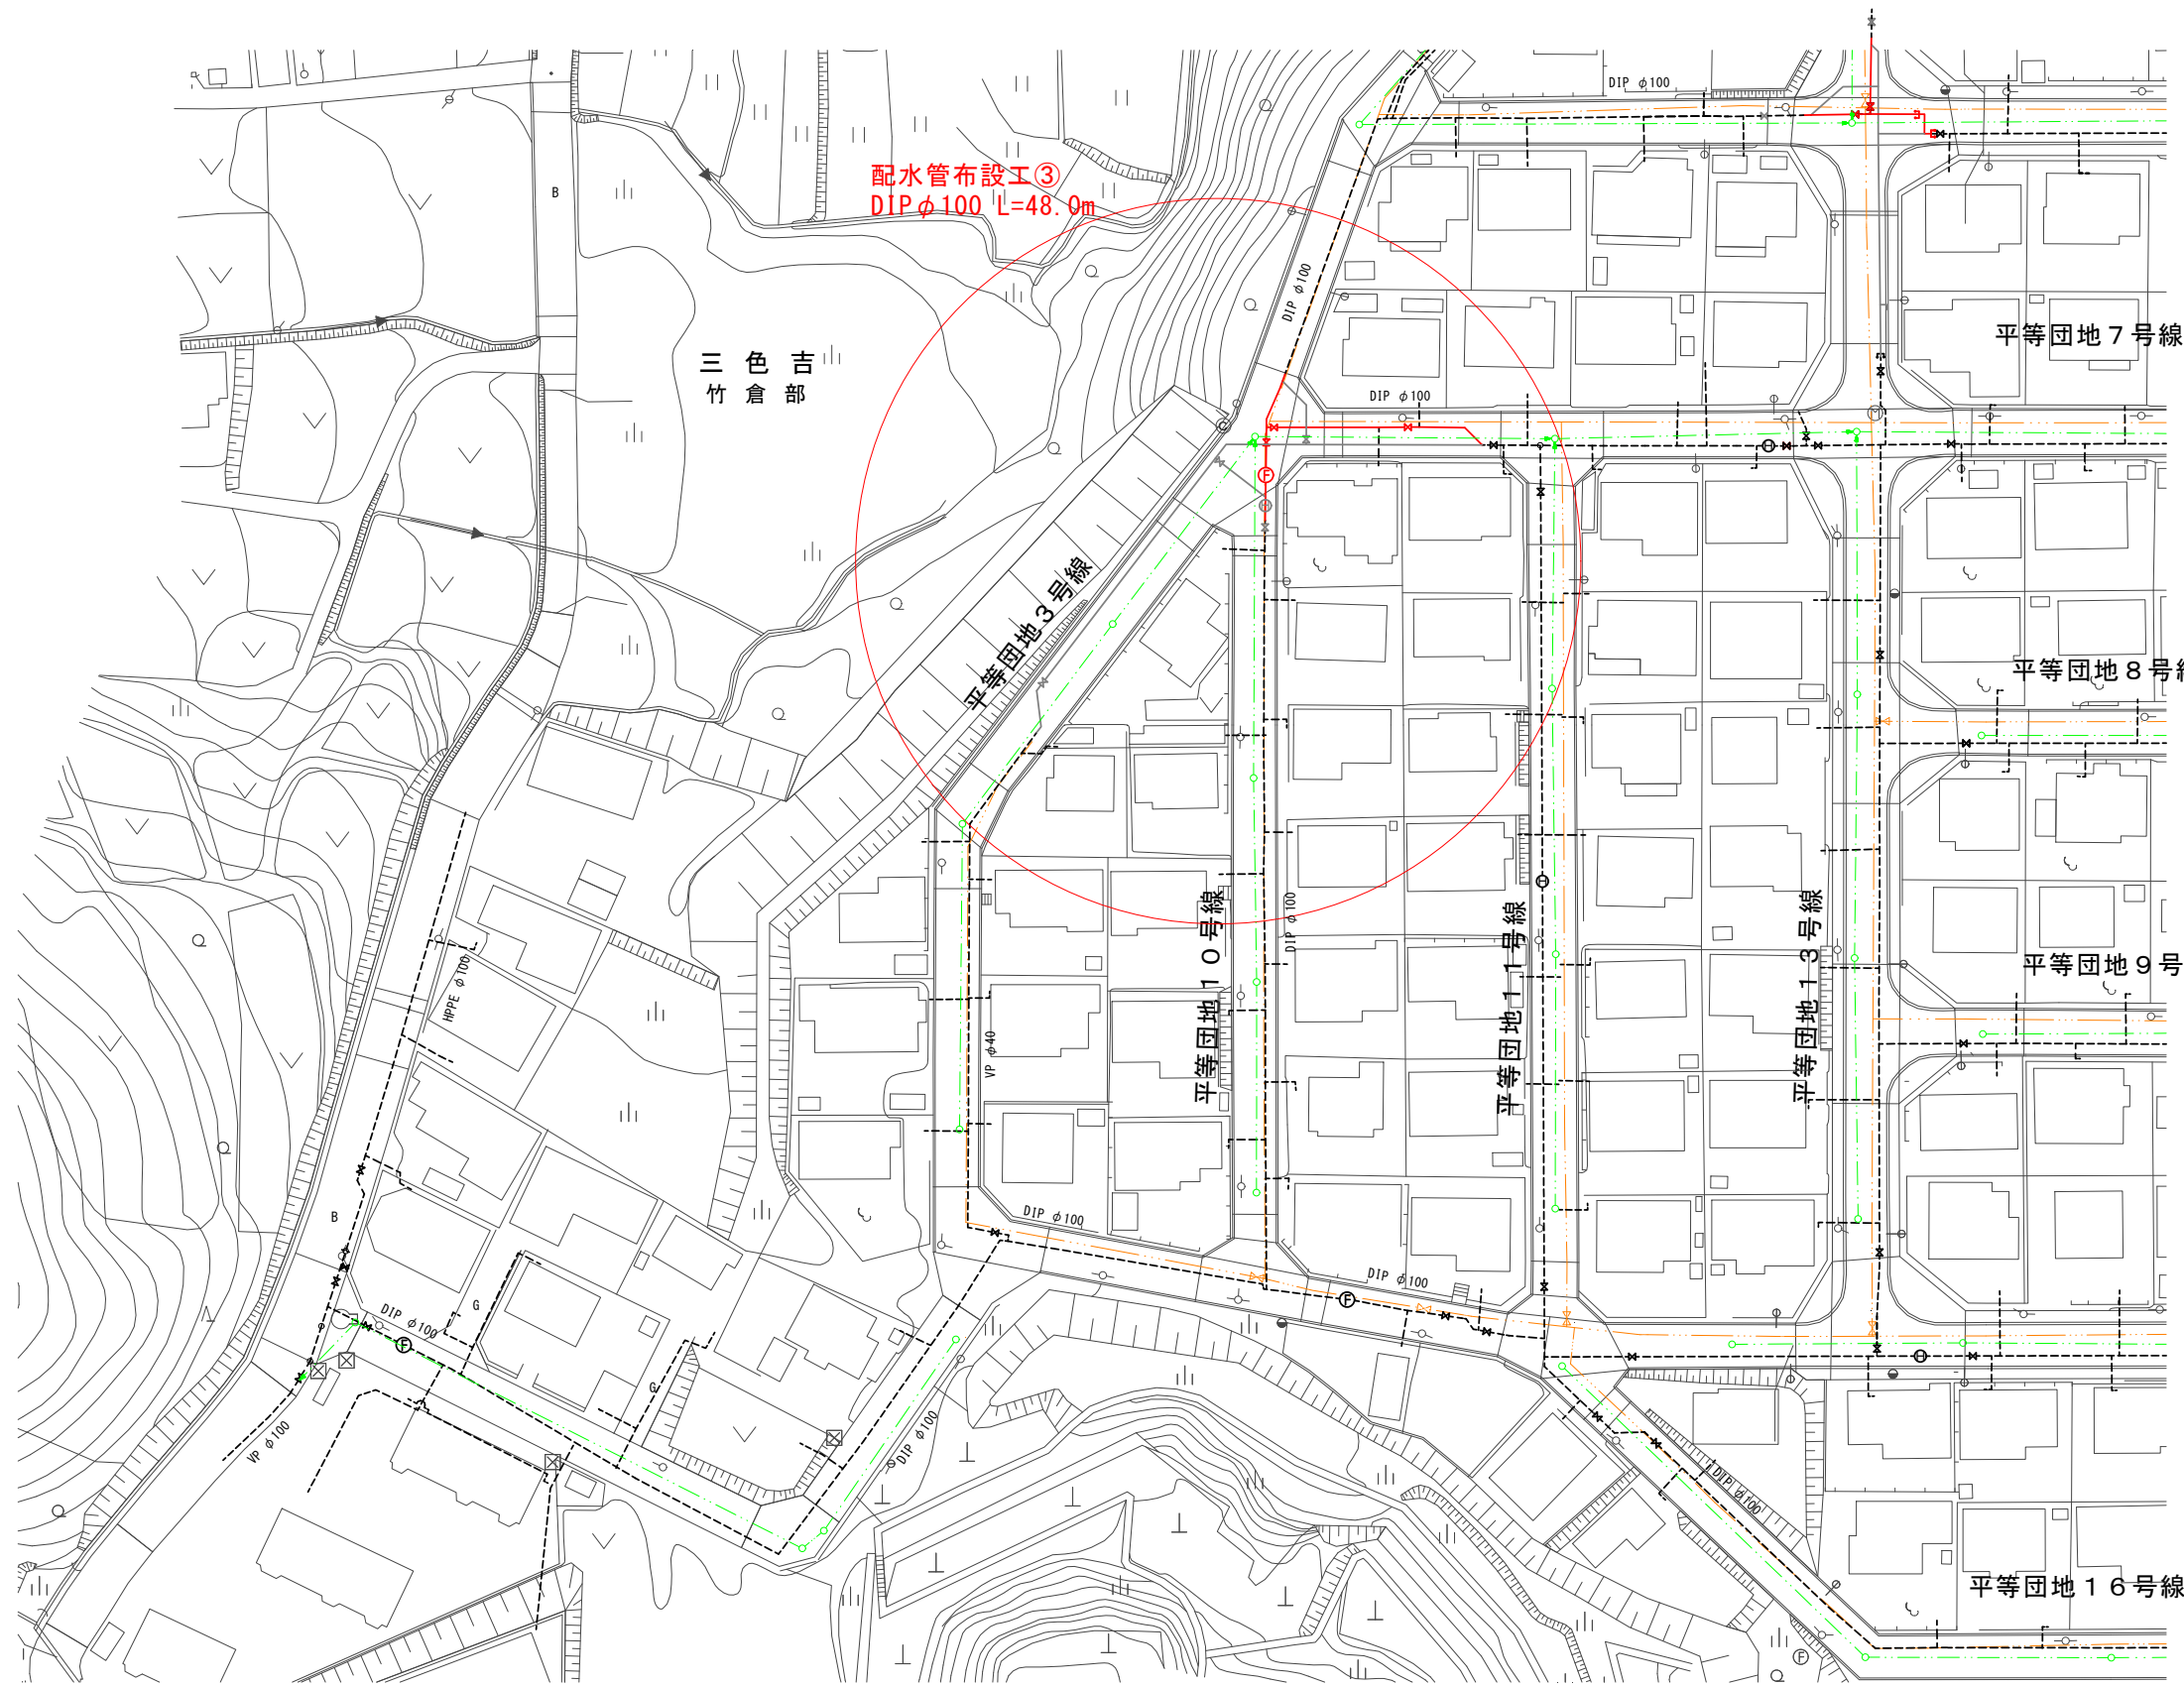 DIP φ100
配水管布設工③
DIPφ100 L=48.0m
B
DIP φ100
平等団地７号線
三色吉
竹倉部
DIP φ100
C
M
H
F
H
平等団地３号線
平等団地８号
H
DIP φ100
平等団地１０号線
平等団地１１号線
平等団地１３号線
平等団地９号
HPPE φ100
VP φ40
B
DIP φ100
DIP φ100
F
G
DIP φ100
F
H
G
VP φ100
DIP φ100
DIP φ100
平等団地１６号線
F